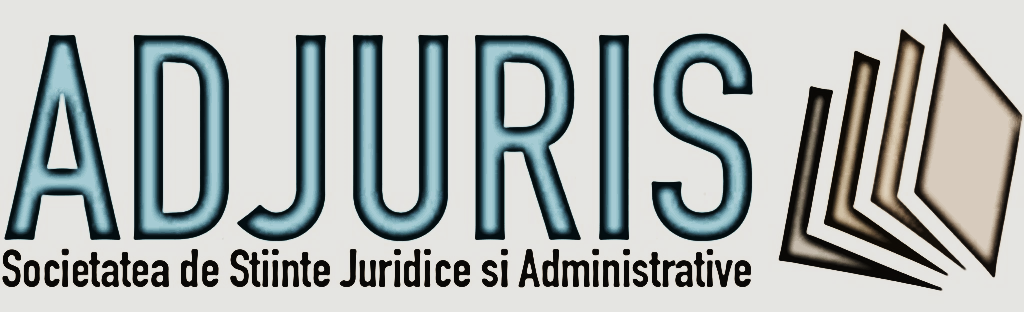 ADJURIS
Societatea de Stiinte Juridice si Administrative